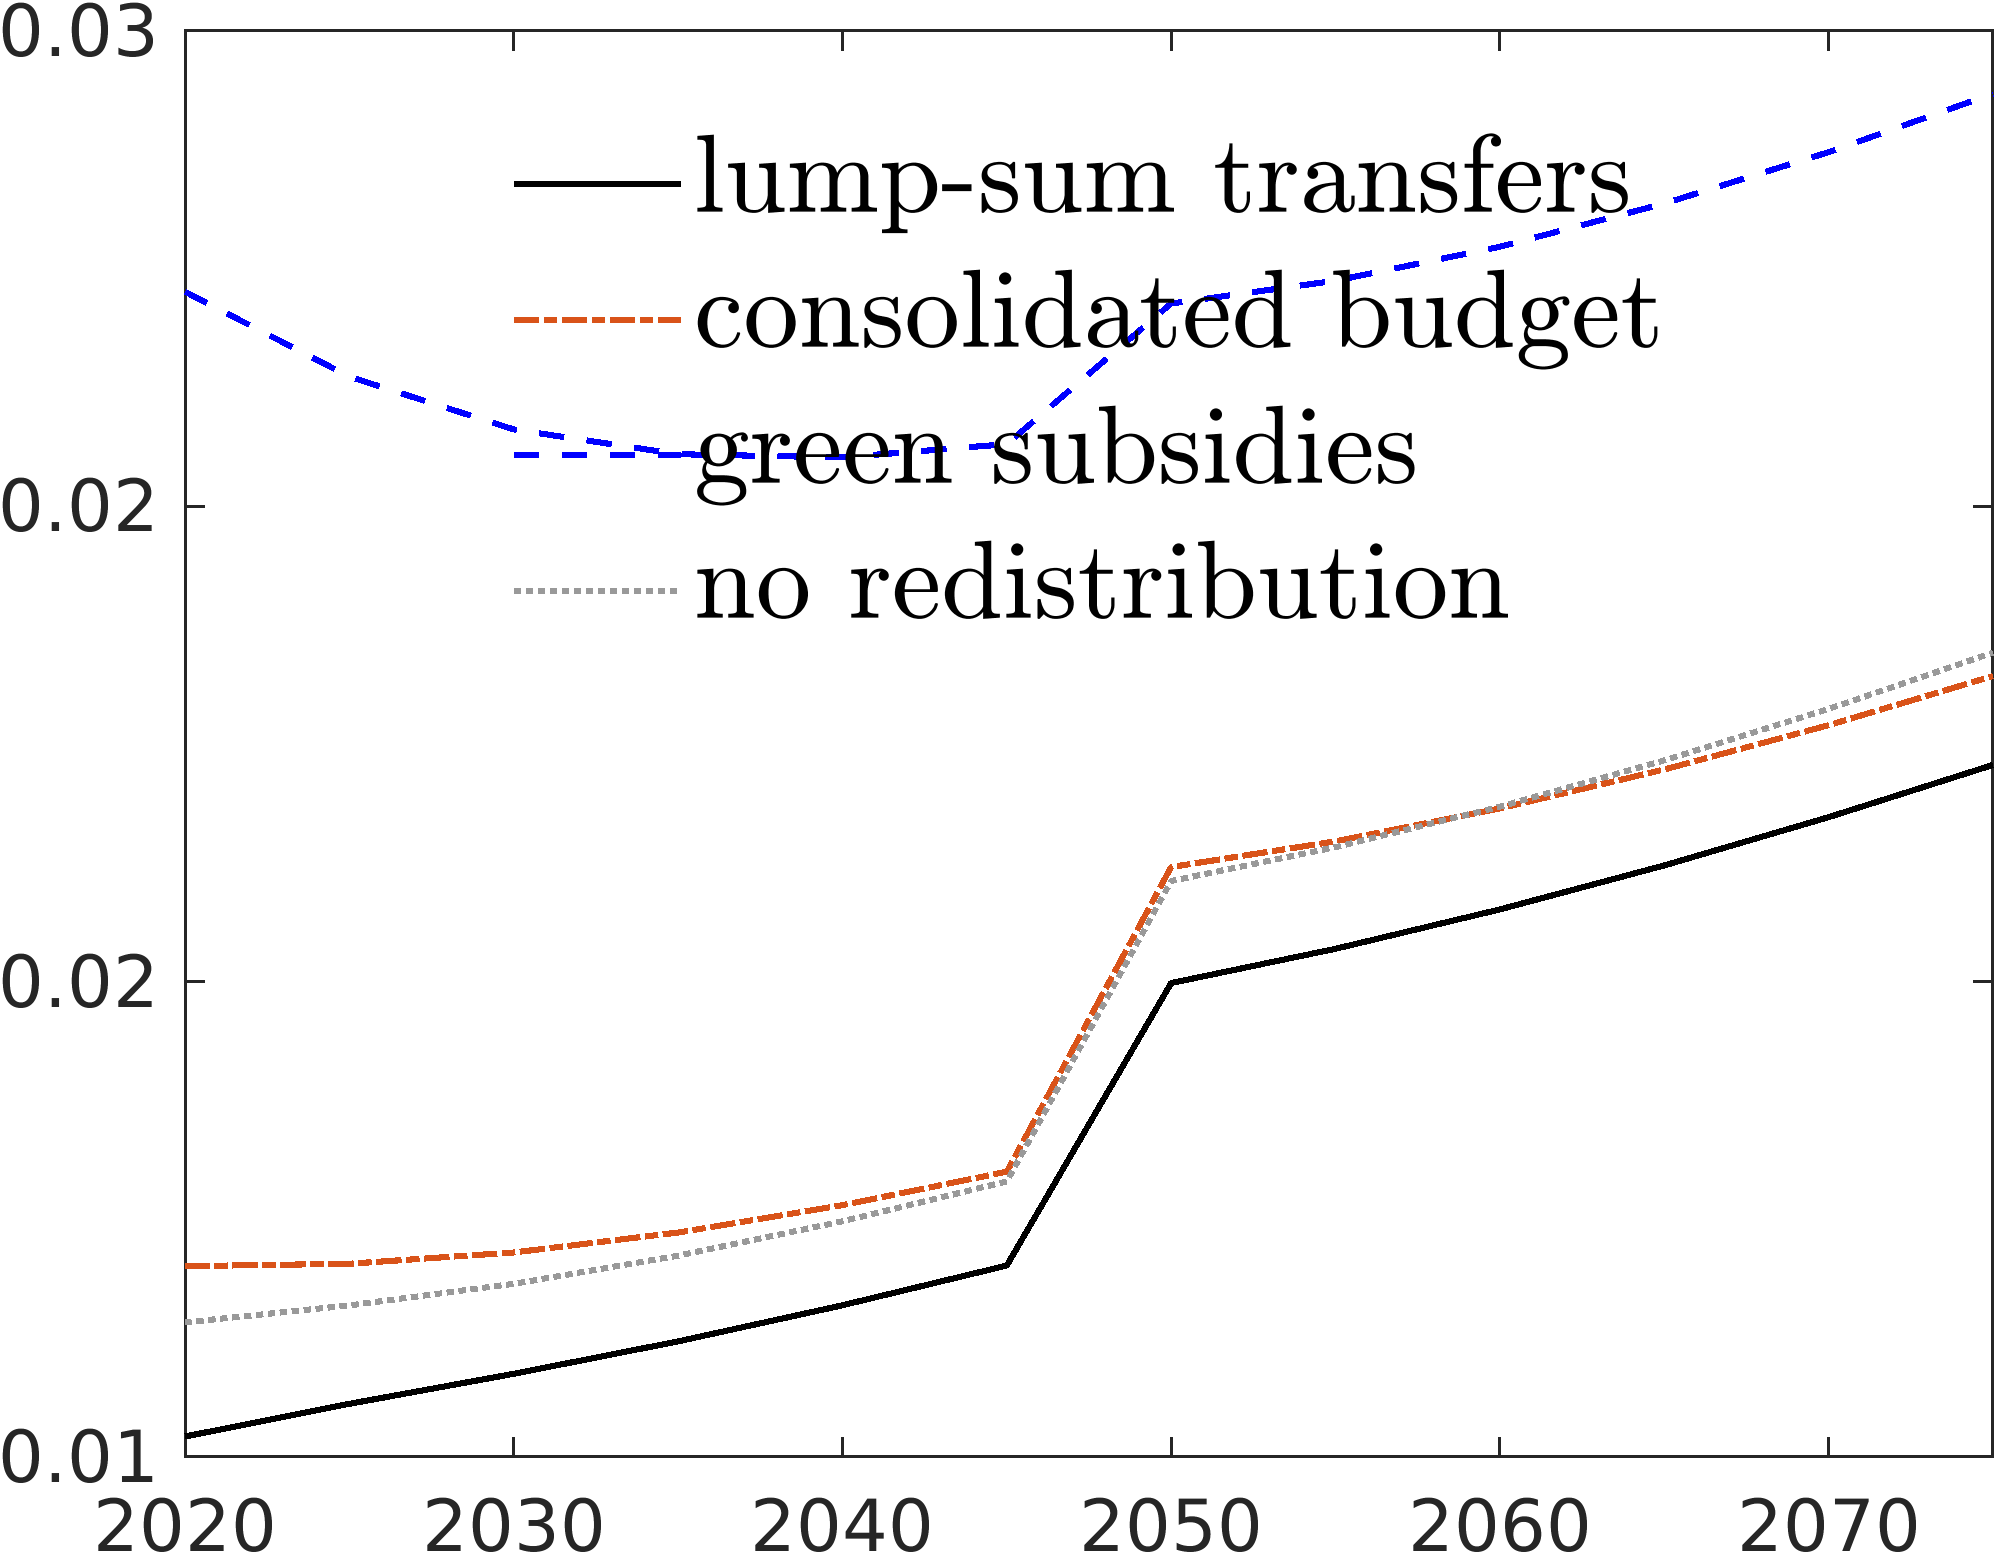 0.03
lump-sum transfers
consolidated budget
green subsidies
0.02
no redistribution
0.02
0.01
2020 2030 2040 2050 2060 2070